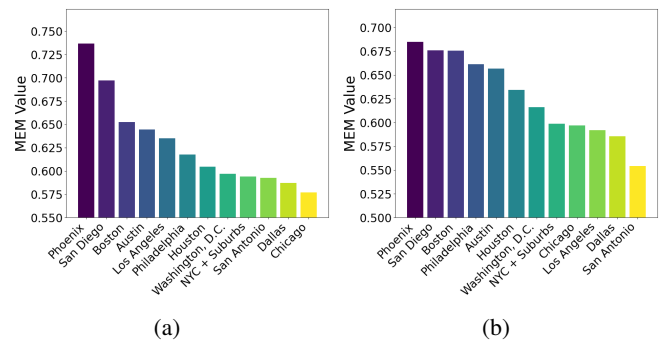 MEM Value
0.750
0.725
0.700
0.675
0.650
0.625
0.600
0.575
0.550
Phoenix
San Diego
Boston
Austin
Los Angeles
Philadelphia
Houston
Washington, D.C.
NYC + Suburbs
San Antonio
Dallas
Chicago
(a)
MEM Value
0.700
0.675
0.650
0.625
0.600
0.575
0.550
0.525
0.500
Phoenix
San Diego
Boston
Philadelphia
Austin
Houston
Washington, D.C.
NYC + Suburbs
Chicago
Los Angeles
Dallas
San Antonio
(b)